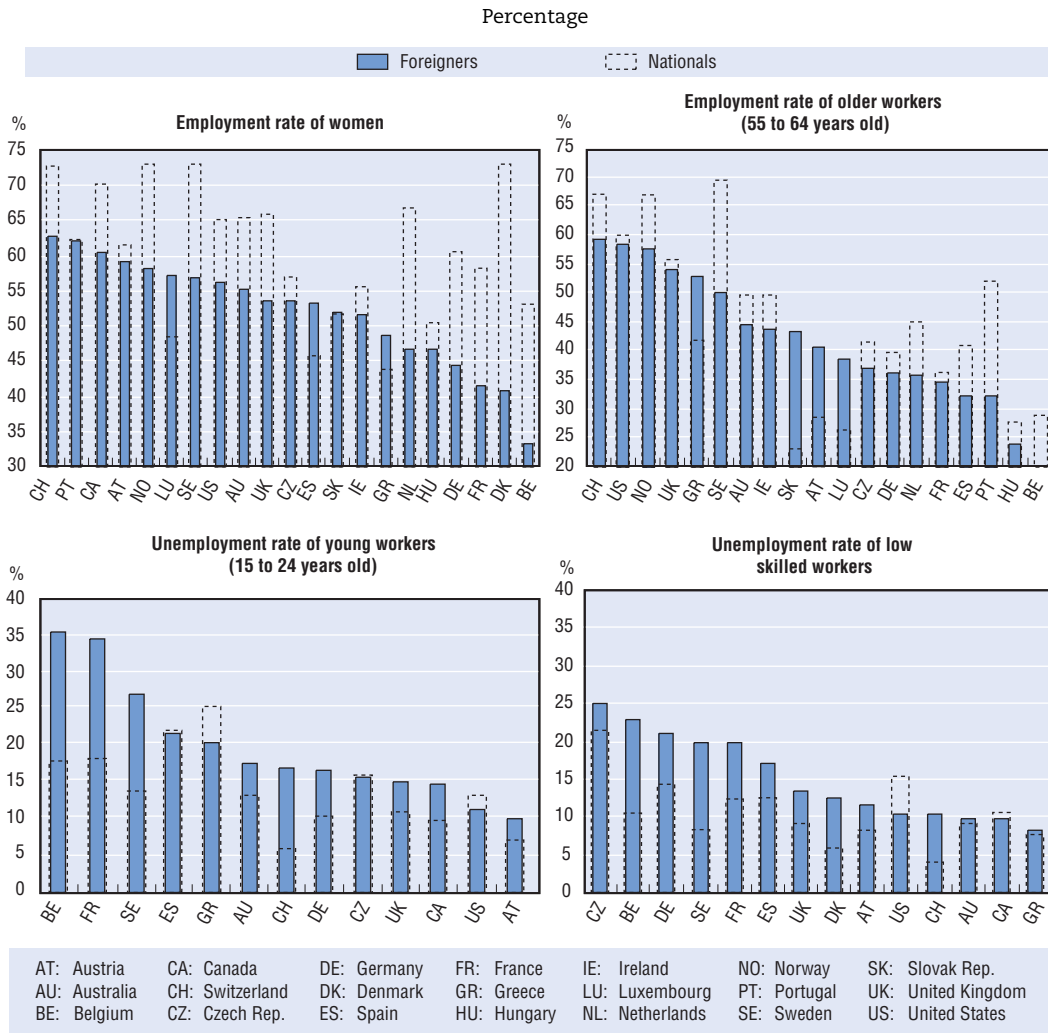 Percentage
Foreigners Nationals
Employment rate of women
%
75
70
65
60
55
50
45
40
35
30
CH PT CA AT NO LU SE US AU UK CZ ES SK IE GR NL HU DE FR DK BE
Employment rate of older workers
(55 to 64 years old)
%
75
70
65
60
55
50
45
40
35
30
25
20
CH US NO UK GR SE AU IE SK AT LU CZ DE NL FR ES PT HU BE
Unemployment rate of young workers
(15 to 24 years old)
%
40
35
30
25
20
15
10
5
0
BE FR SE ES GR AU CH DE CZ UK CA US AT
Unemployment rate of low
skilled workers
%
40
35
30
25
20
15
10
5
0
CZ BE DE SE FR ES UK DK AT US CH AU CA GR
AT: Austria CA: Canada DE: Germany FR: France IE: Ireland NO: Norway SK: Slovak Rep.
AU: Australia CH: Switzerland DK: Denmark GR: Greece LU: Luxembourg PT: Portugal UK: United Kingdom
BE: Belgium CZ: Czech Rep. ES: Spain HU: Hungary NL: Netherlands SE: Sweden US: United States